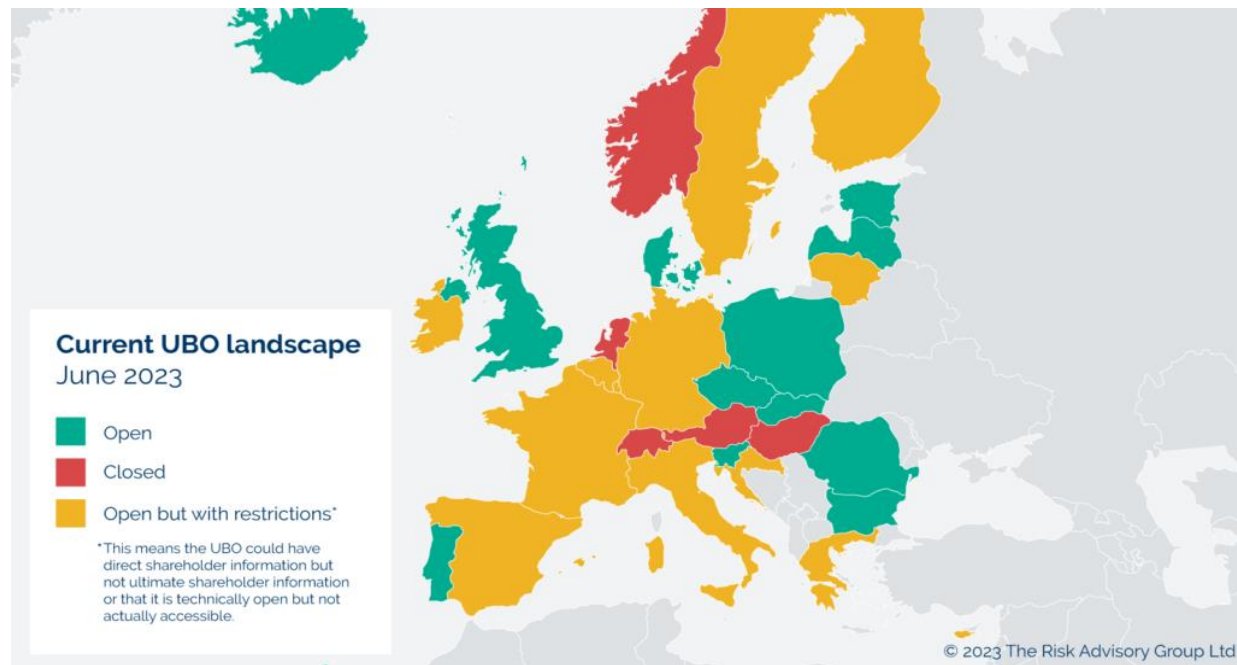 Current UBO landscape
June 2023
Open
Closed
Open but with restrictions*
*This means the UBO could have
direct shareholder information but
not ultimate shareholder information
or that it is technically open but not
actually accessible.
© 2023 The Risk Advisory Group Ltd